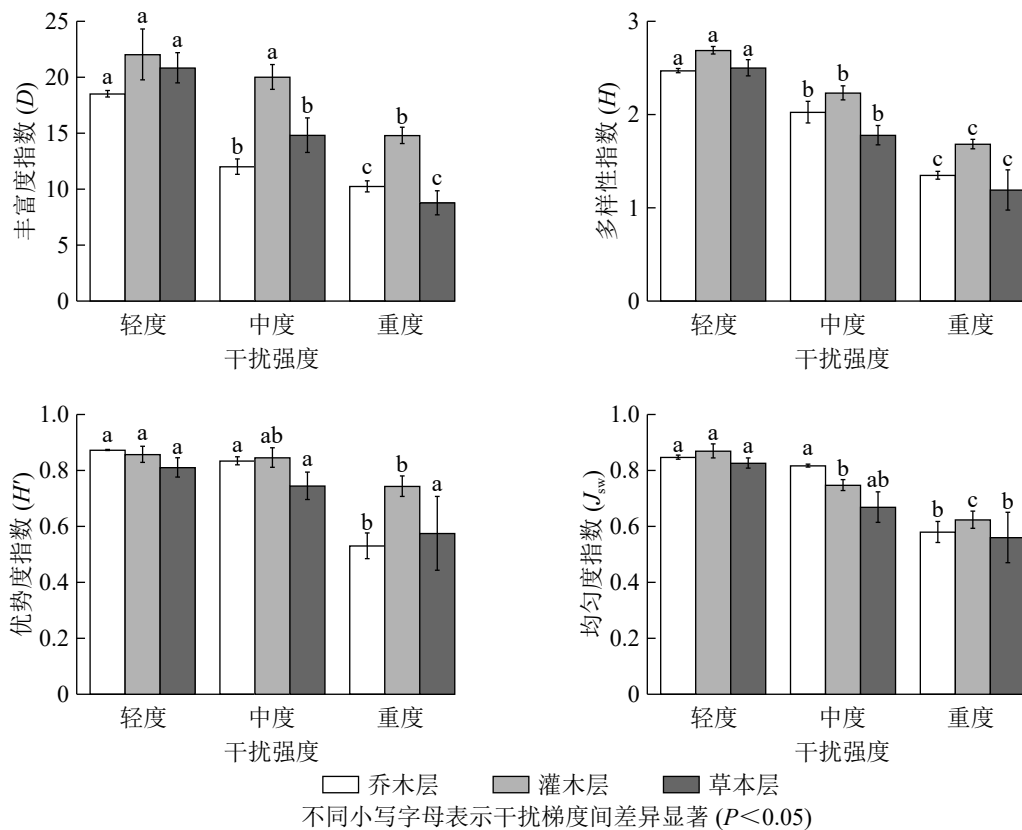 丰富度指数 (D)
25
20
15
10
5
0
a
a
a
b
a
b
c
b
c
轻度
中度
重度
干扰强度
多样性指数 (H)
3
2
1
0
a
a
a
b
b
b
c
c
c
轻度
中度
重度
干扰强度
优势度指数 (H')
1.0
0.8
0.6
0.4
0.2
0
a
a
a
a
ab
a
b
b
a
轻度
中度
重度
干扰强度
均匀度指数 (Jsw)
1.0
0.8
0.6
0.4
0.2
0
a
a
a
a
b
ab
b
c
b
轻度
中度
重度
干扰强度
乔木层 灌木层 草本层
不同小写字母表示干扰梯度间差异显著 (P＜0.05)